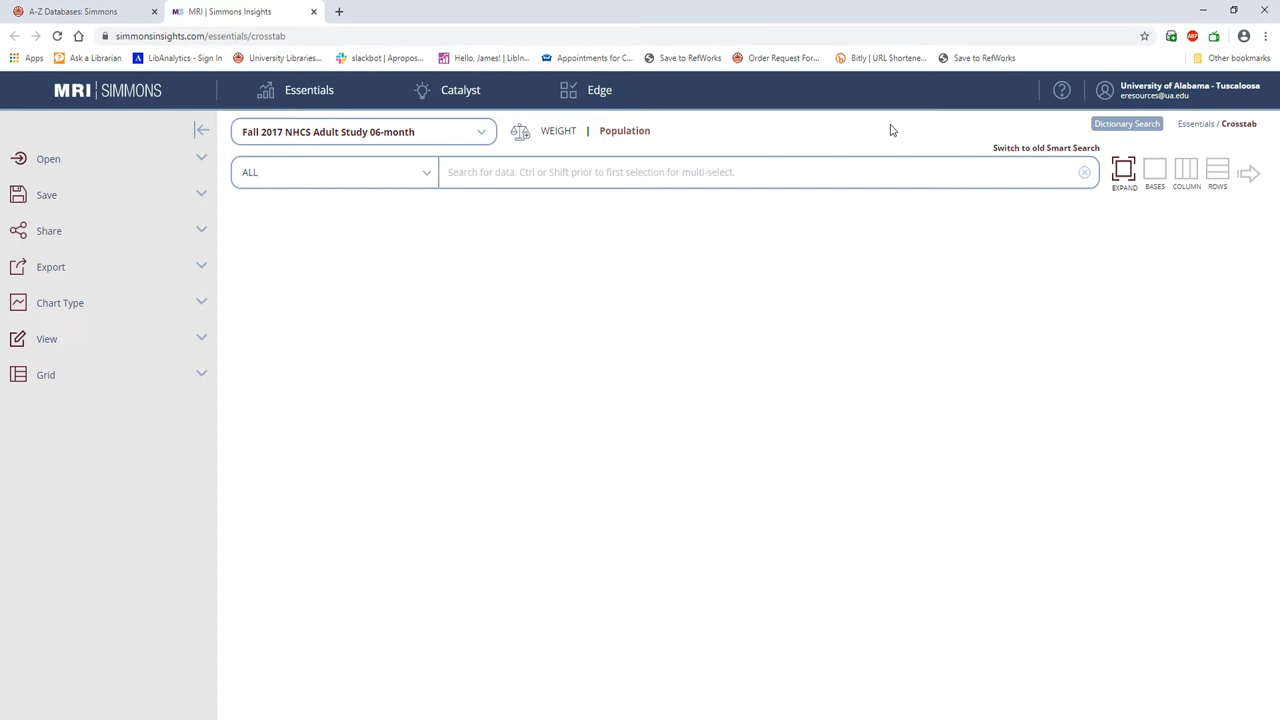 A-Z Databases: Simmons
MRI | Simmons Insights
simmonsinsights.com/essentials/crosstab
Apps
Ask a Librarian
LibAnalytics - Sign In
University Libraries...
slackbot | Apropos...
Hello, James! | LibIn...
Appointments for C...
Save to RefWorks
Order Request For...
Bitly | URL Shortene...
Save to RefWorks
Other bookmarks
MRI | SIMMONS
Essentials
Catalyst
Edge
University of Alabama - Tuscaloosa
eresources@ua.edu
Fall 2017 NHCS Adult Study 06-month
WEIGHT | Population
Dictionary Search
Essentials / Crosstab
Switch to old Smart Search
ALL
Search for data. Ctrl or Shift prior to first selection for multi-select.
EXPAND
BASES
COLUMN
ROWS
Open
Save
Share
Export
Chart Type
View
Grid